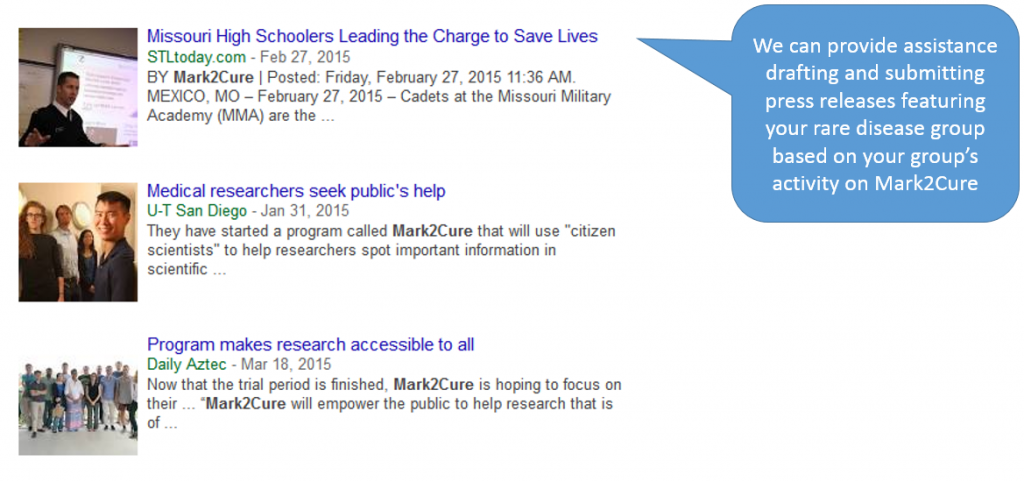 Missouri High Schoolers Leading the Charge to Save Lives
STLtoday.com - Feb 27, 2015
BY Mark2Cure | Posted: Friday, February 27, 2015 11:36 AM.
MEXICO, MO – February 27, 2015 – Cadets at the Missouri Military
Academy (MMA) are the ...
We can provide assistance
drafting and submitting
press releases featuring
your rare disease group
based on your group’s
activity on Mark2Cure
Medical researchers seek public's help
U-T San Diego - Jan 31, 2015
They have started a program called Mark2Cure that will use "citizen
scientists" to help researchers spot important information in
scientific ...
Program makes research accessible to all
Daily Aztec - Mar 18, 2015
Now that the trial period is finished, Mark2Cure is hoping to focus on
their ... “Mark2Cure will empower the public to help research that is
of ...